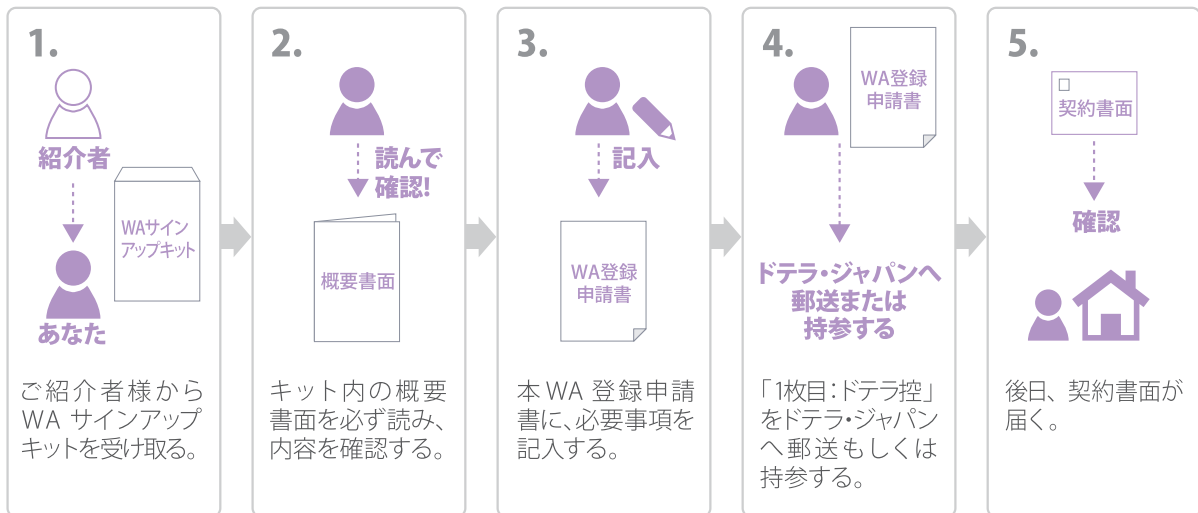 1.
紹介者
WAサイン
アップキット
あなた
ご紹介者様から
WA サインアップ
キットを受け取る。
2.
読んで
確認!
概要書面
キット内の概要
書面を必ず読み、
内容を確認する。
3.
記入
WA登録
申請書
本WA 登録申請
書に、必要事項を
記入する。
4.
WA登録
申請書
ドテラ・ジャパンへ
郵送または
持参する
「1枚目:ドテラ控」
をドテラ・ジャパン
へ郵送もしくは
持参する。
5.
契約書面
確認
後日、契約書面が
届く。